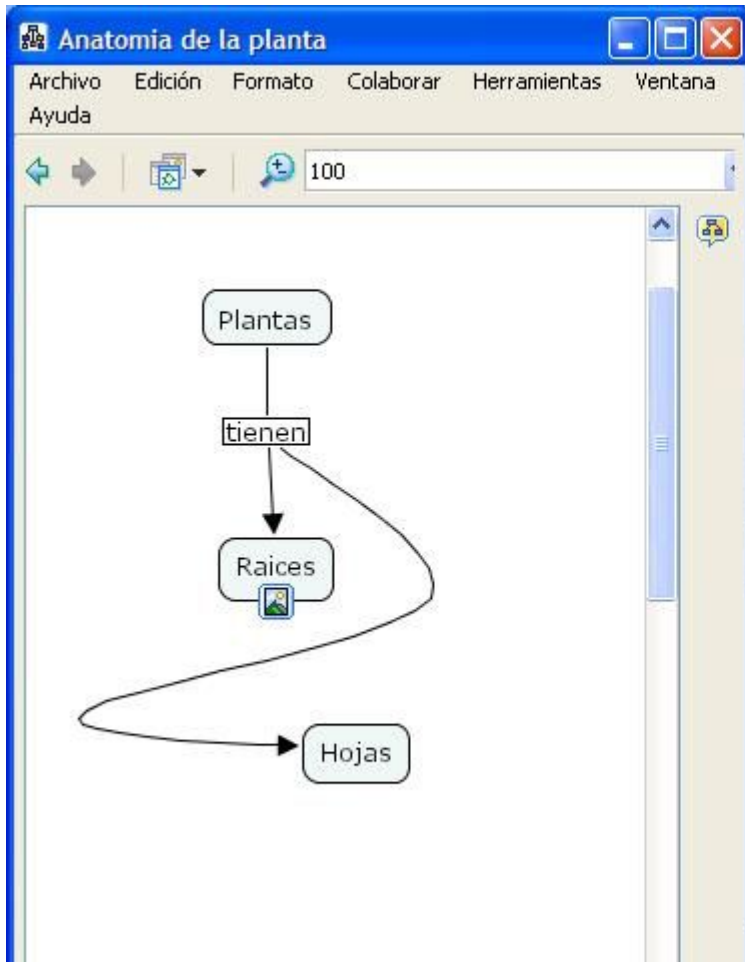 Anatomia de la planta
Archivo Edición Formato Colaborar Herramientas Ventana
Ayuda
100
Plantas
tienen
Raices
Hojas